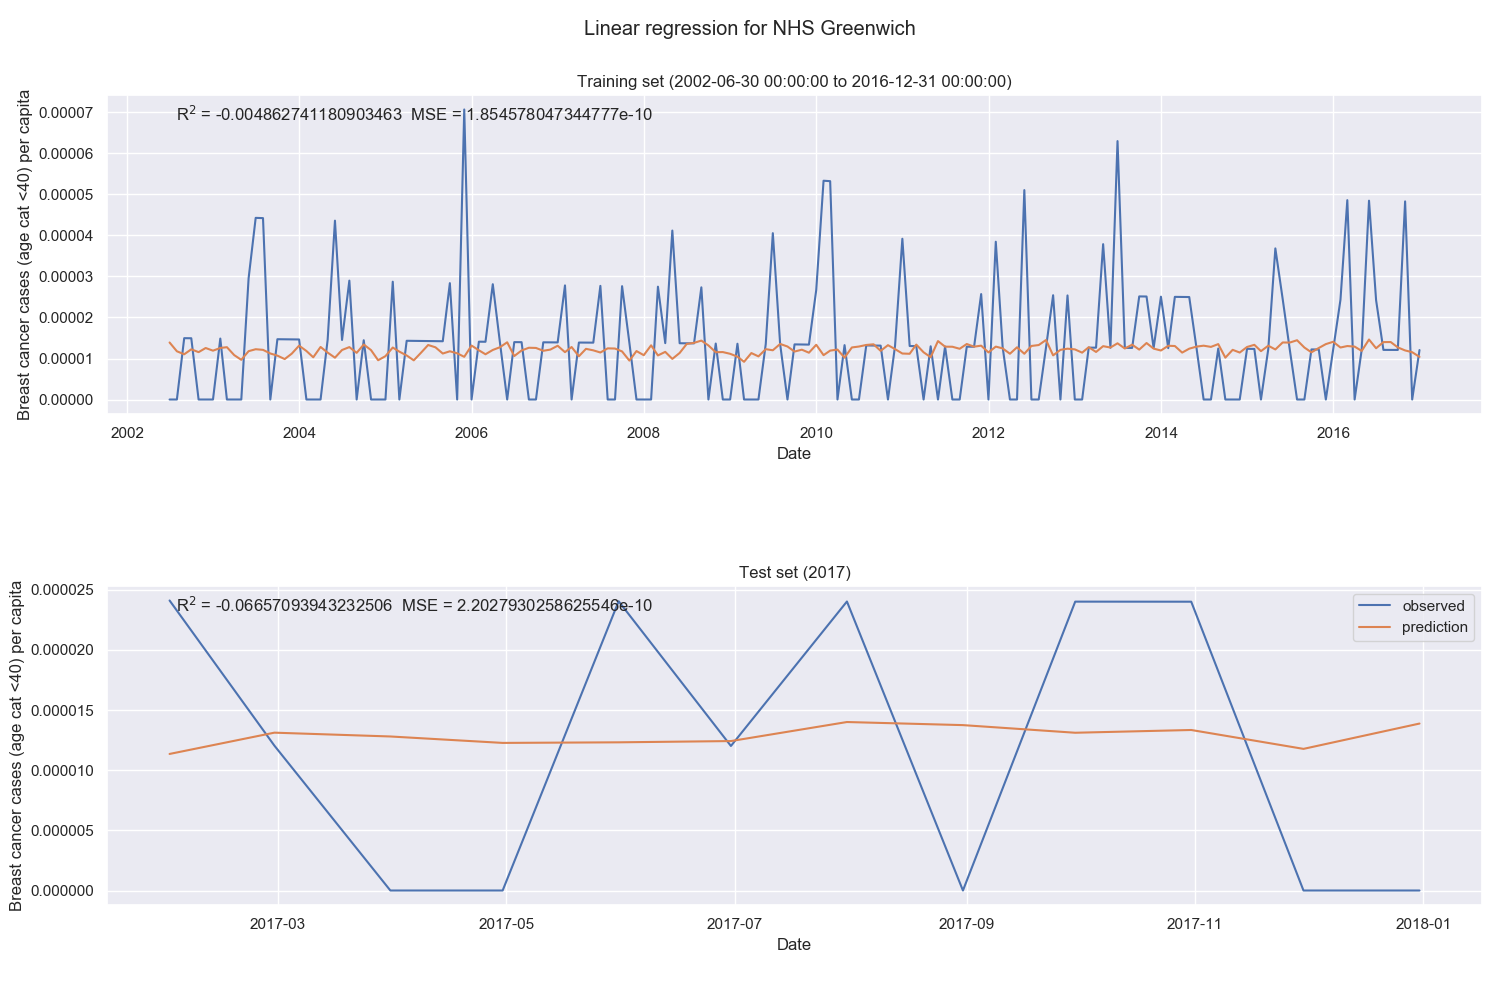 Linear regression for NHS Greenwich
Training set (2002-06-30 00:00:00 to 2016-12-31 00:00:00)
R² = -0.004862741180903463 MSE = 1.854578047344777e-10
Breast cancer cases (age cat <40) per capita
0.00007
0.00006
0.00005
0.00004
0.00003
0.00002
0.00001
0.00000
2002 2004 2006 2008 2010 2012 2014 2016
Date
Test set (2017)
R² = -0.06657093943232506 MSE = 2.2027930258625546e-10
observed
prediction
Breast cancer cases (age cat <40) per capita
0.000025
0.000020
0.000015
0.000010
0.000005
0.000000
2017-03 2017-05 2017-07 2017-09 2017-11 2018-01
Date